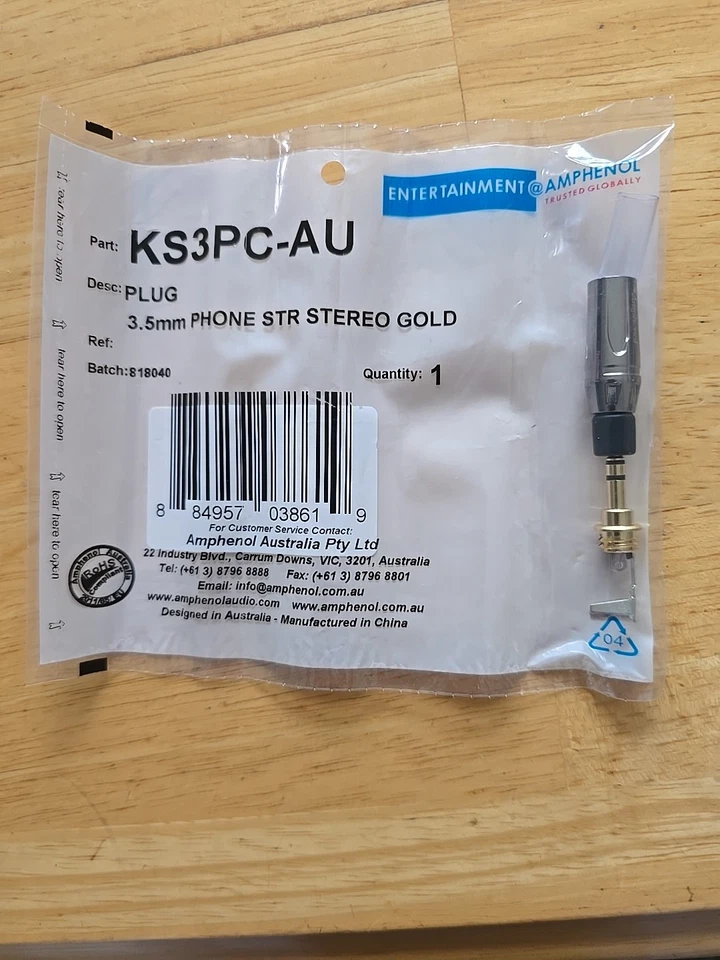 ENTERTAINMENT@AMPHENOL
TRUSTED GLOBALLY
Part: KS3PC-AU
Desc: PLUG
3.5mm PHONE STR STEREO GOLD
Ref:
Batch: 818040
Quantity: 1
8 84957 03861 9
For Customer Service Contact:
Amphenol Australia Pty Ltd
22 Industry Blvd., Carrum Downs, VIC, 3201, Australia
Tel: (+61 3) 8796 8888 Fax: (+61 3) 8796 8801
Email: info@amphenol.com.au
www.amphenolaudio.com www.amphenol.com.au
Designed in Australia - Manufactured in China
Amphenol Australia
RoHS
Compliant
04
Tear here to open
Tear here to open
Tear here to open